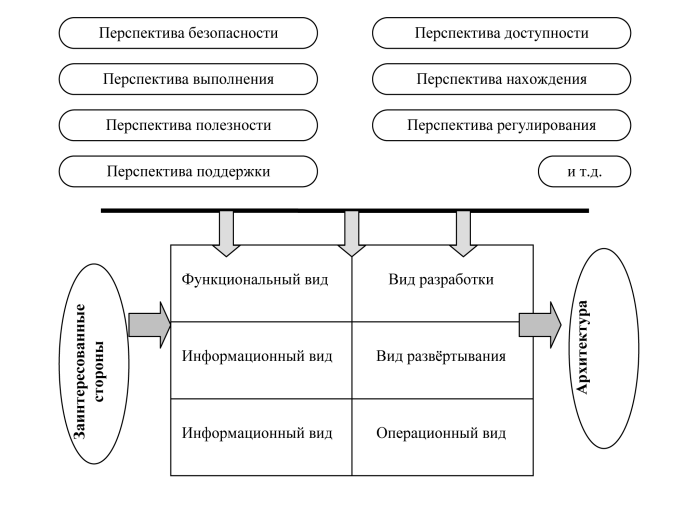 Перспектива безопасности
Перспектива доступности
Перспектива выполнения
Перспектива нахождения
Перспектива полезности
Перспектива регулирования
Перспектива поддержки
и т.д.
Заинтересованные
стороны
Функциональный вид
Вид разработки
Информационный вид
Вид развёртывания
Информационный вид
Операционный вид
Архитектура